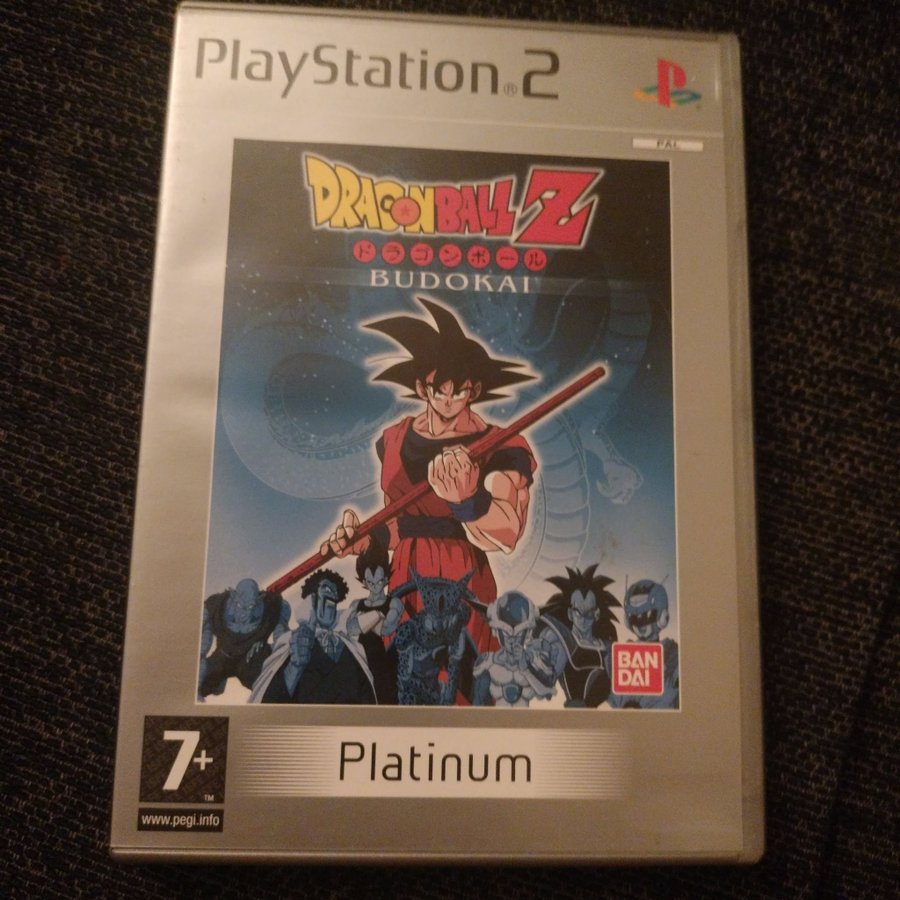 PlayStation®2
PAL
DRAGON BALL Z
ドラゴンボール
BUDOKAI
BAN
DAI
7+
TM
www.pegi.info
Platinum